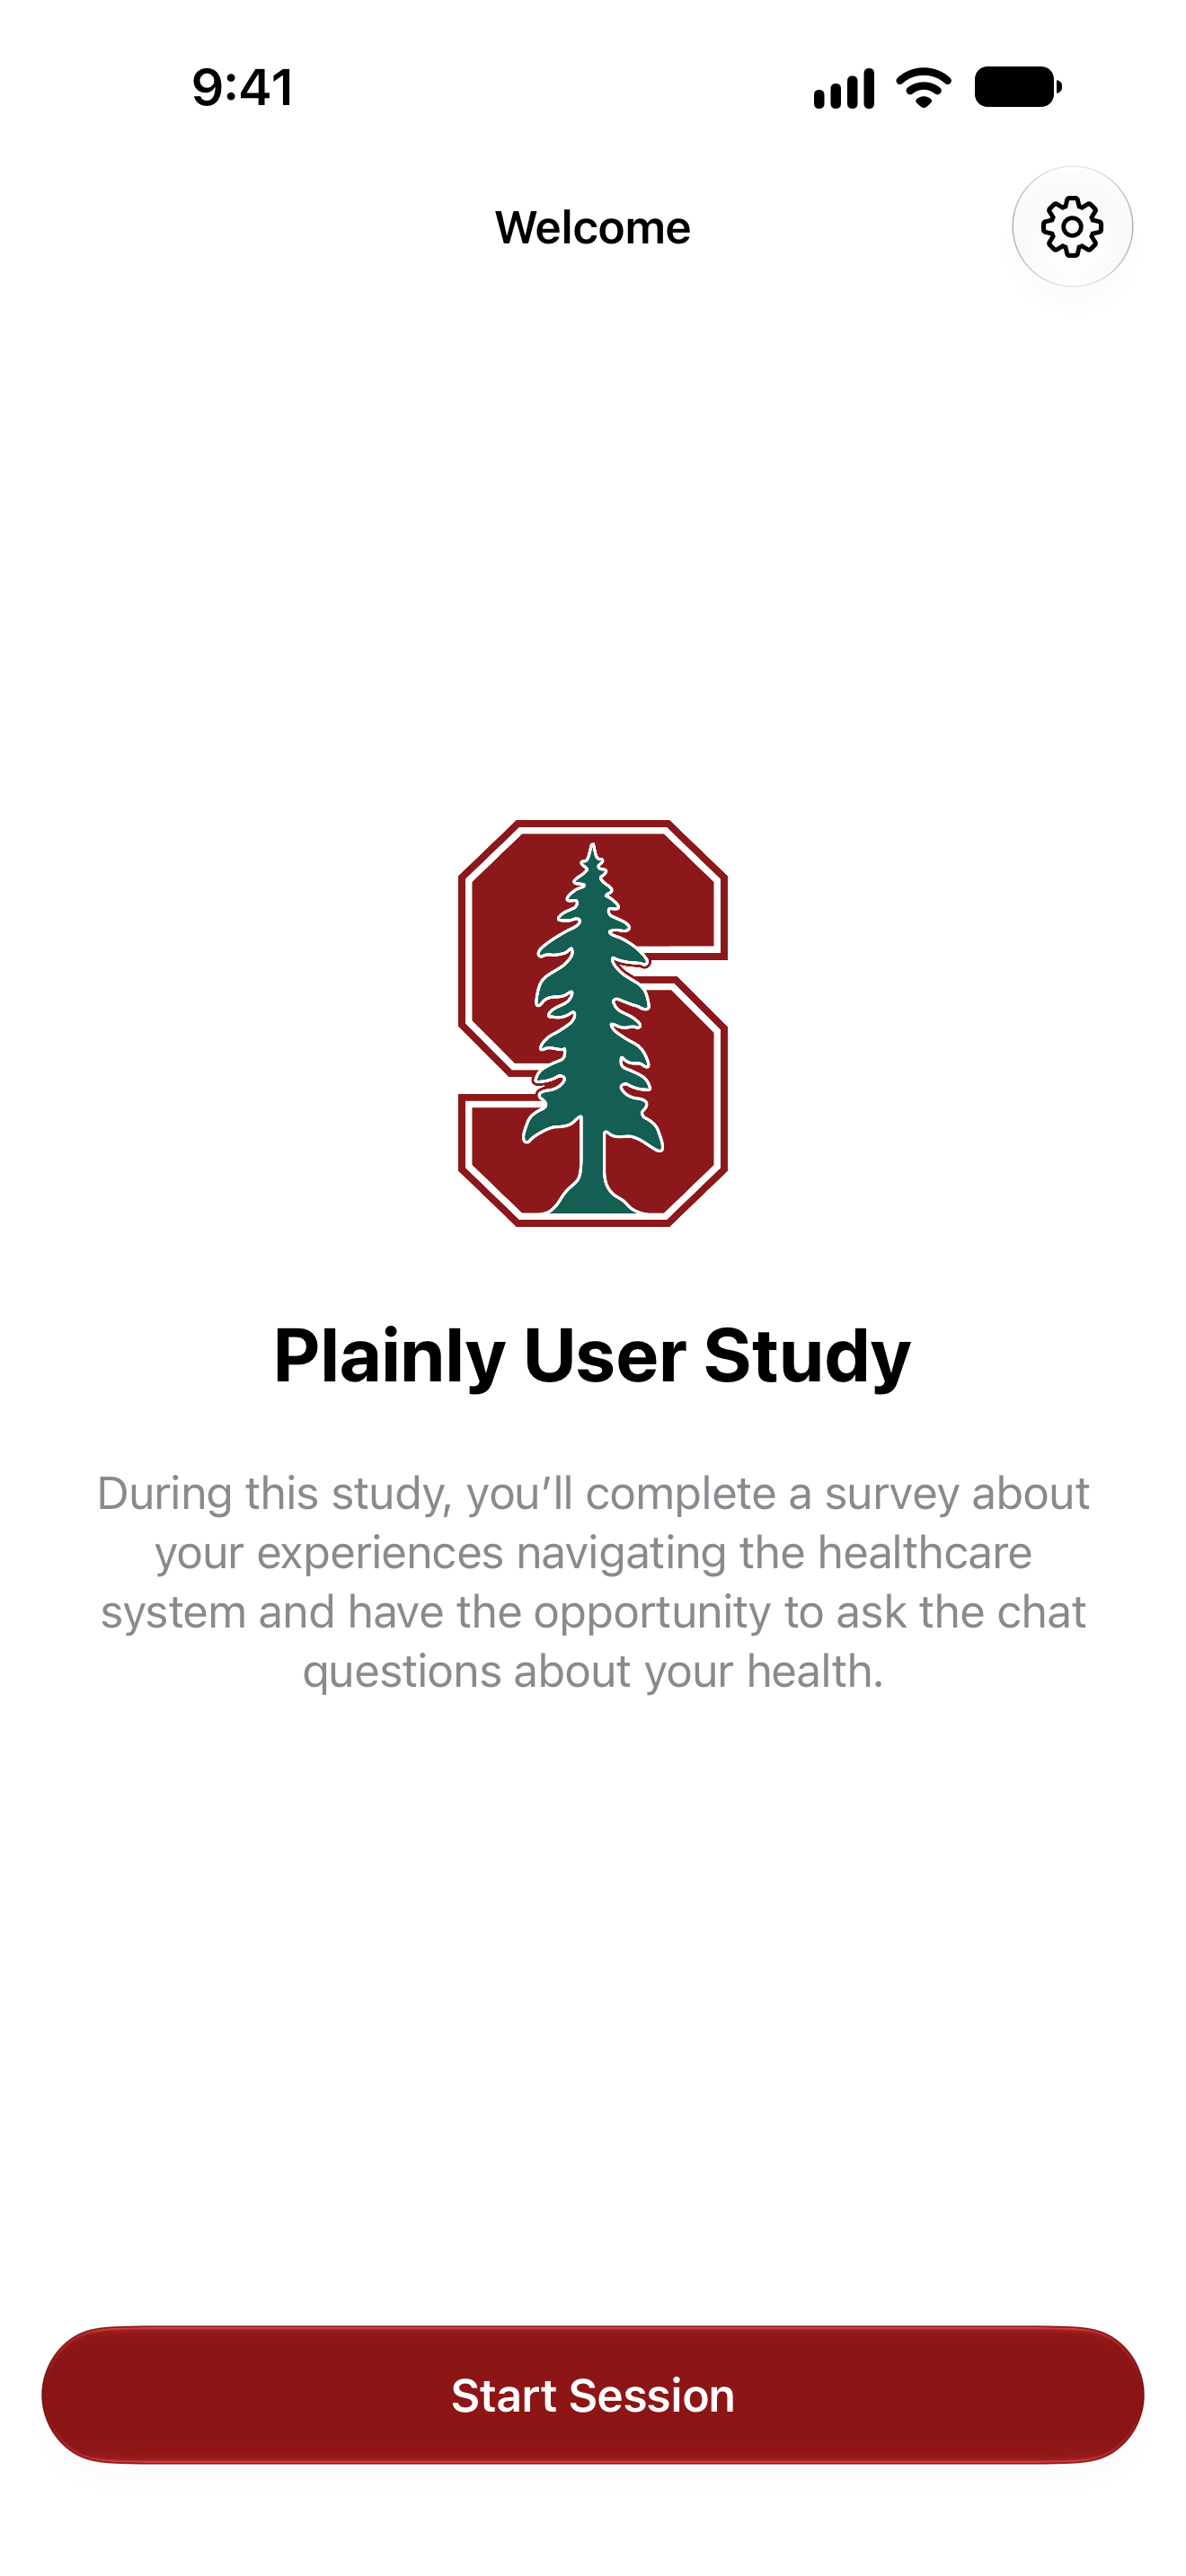 9:41
Welcome
Plainly User Study
During this study, you’ll complete a survey about
your experiences navigating the healthcare
system and have the opportunity to ask the chat
questions about your health.
Start Session